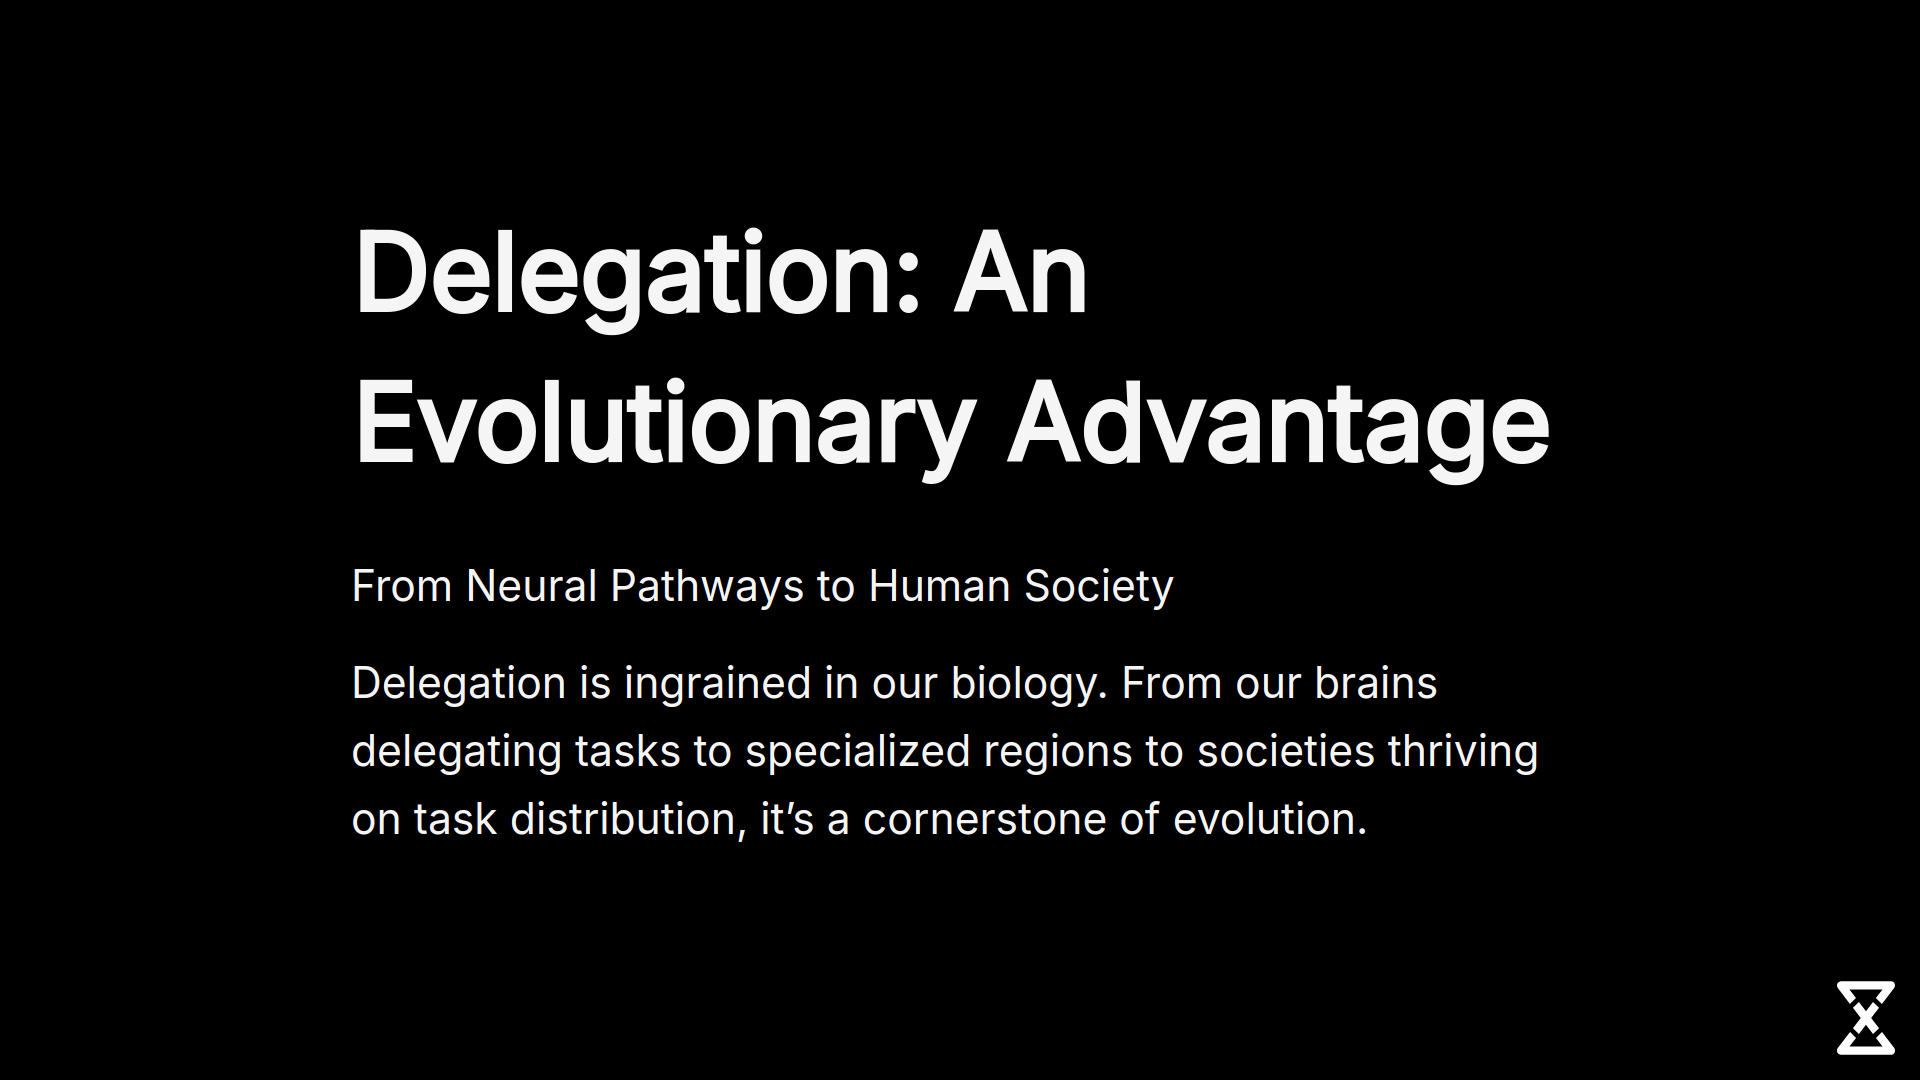 Delegation: An
Evolutionary Advantage
From Neural Pathways to Human Society
Delegation is ingrained in our biology. From our brains
delegating tasks to specialized regions to societies thriving
on task distribution, it’s a cornerstone of evolution.